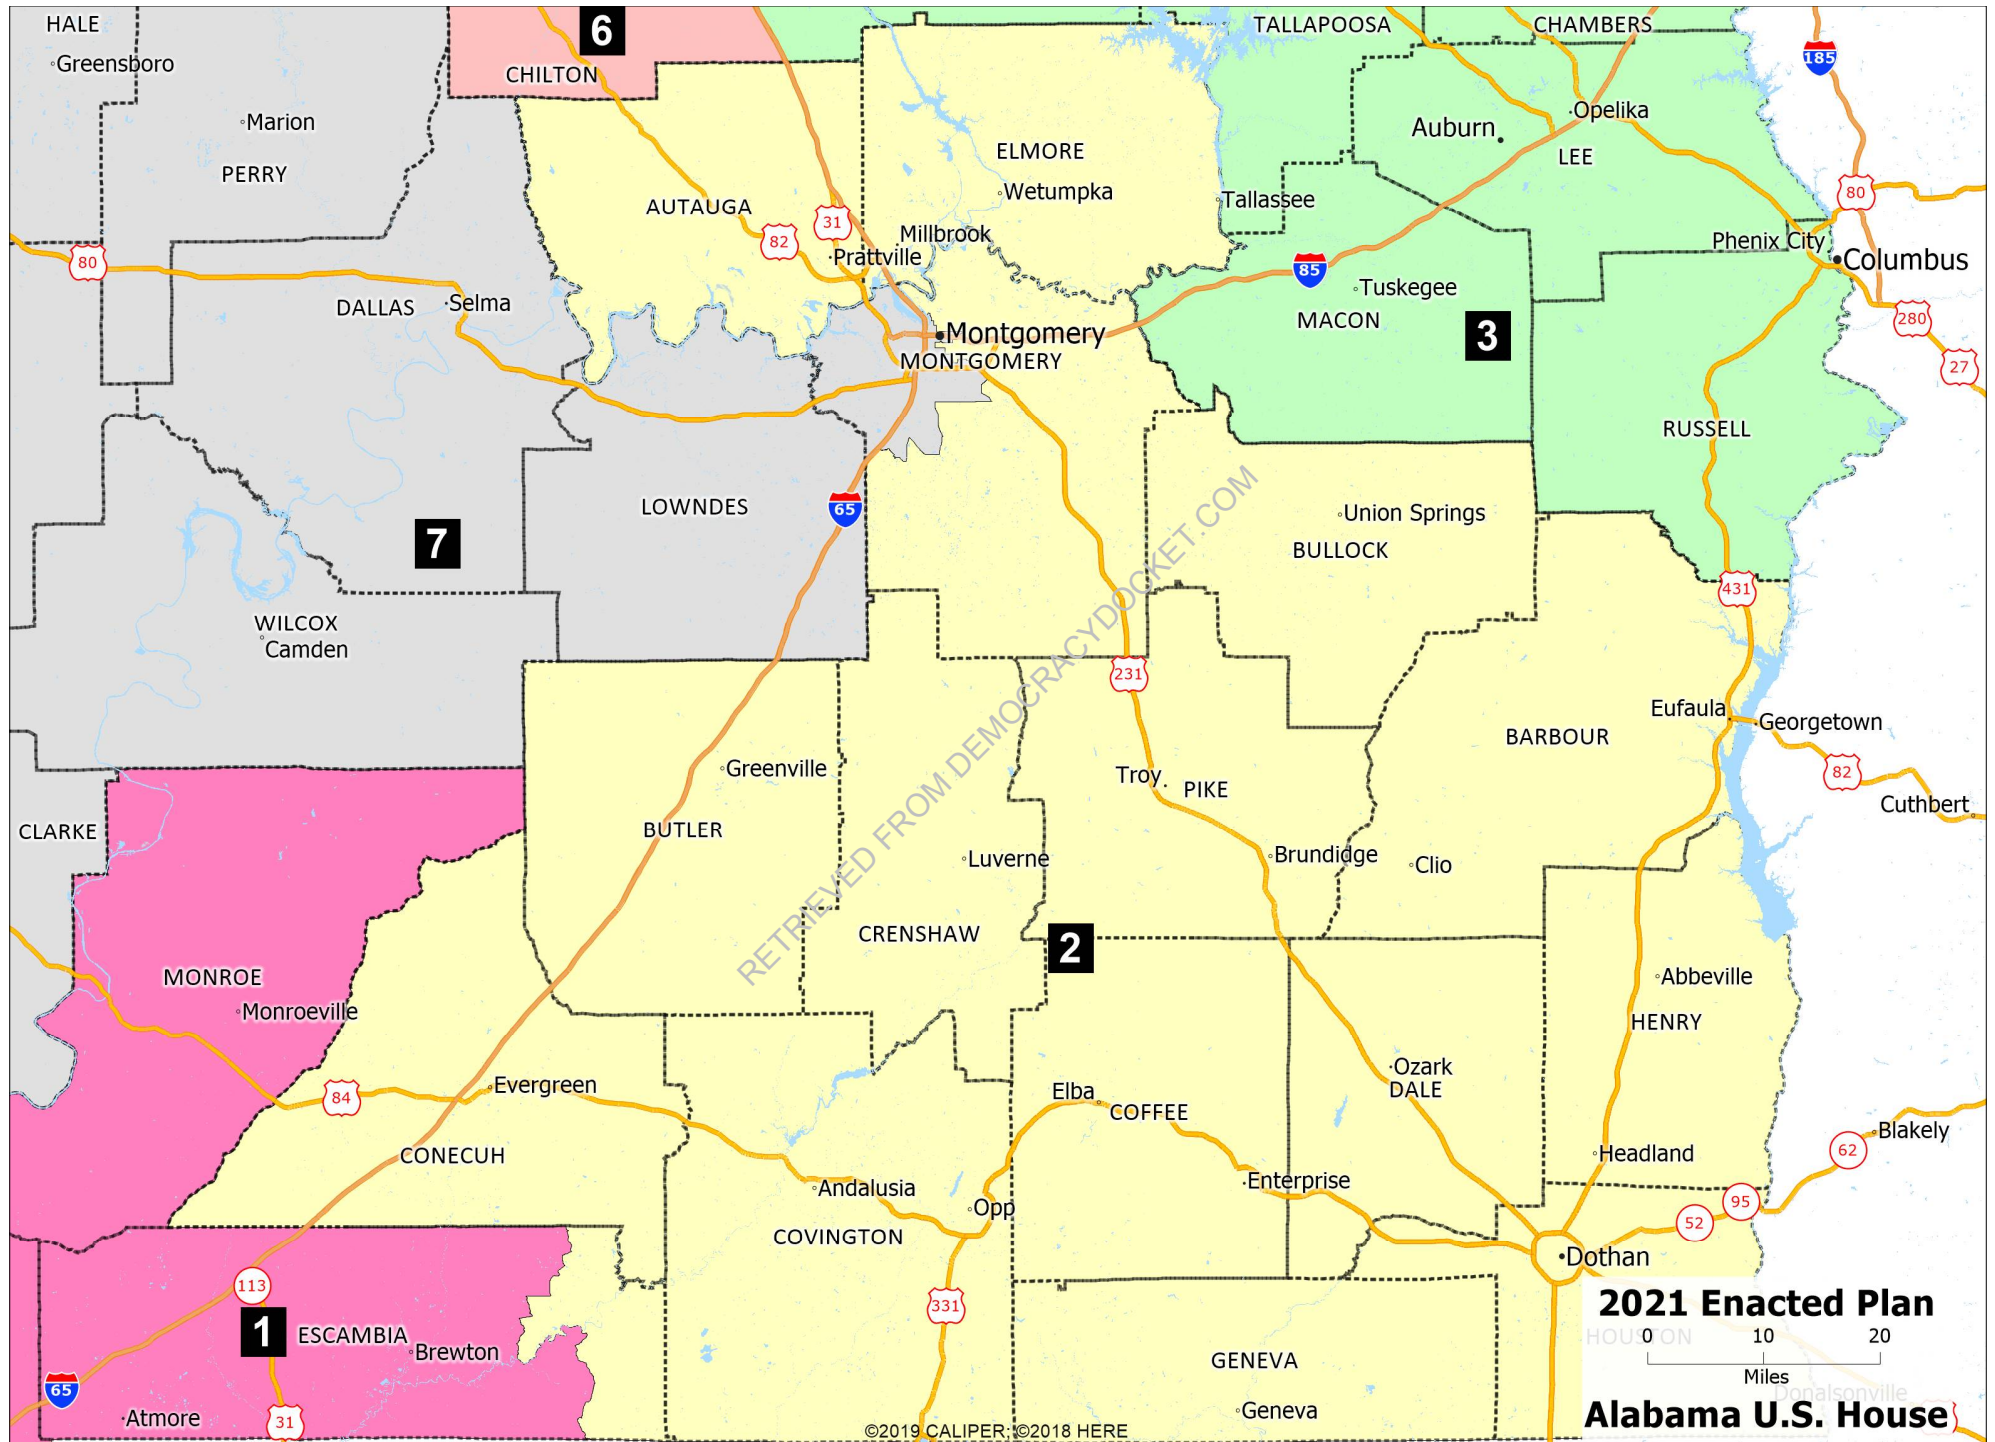 HALE
6
TALLAPOOSA
CHAMBERS
Greensboro
CHILTON
185
Marion
Opelika
Auburn
ELMORE
LEE
PERRY
Wetumpka
80
AUTAUGA
Tallassee
31
82
Millbrook
Phenix City
Prattville
80
Columbus
85
Tuskegee
DALLAS
Selma
MACON
3
280
Montgomery
MONTGOMERY
27
RUSSELL
LOWNDES
65
Union Springs
7
BULLOCK
431
WILCOX
Camden
231
Eufaula
Georgetown
BARBOUR
Greenville
Troy
PIKE
82
Cuthbert
CLARKE
BUTLER
Luverne
Brundidge
Clio
RETRIEVED FROM DEMOCRACYDOCKET.COM
CRENSHAW
2
MONROE
Abbeville
Monroeville
HENRY
Ozark
Evergreen
84
Elba
DALE
COFFEE
Blakely
CONECUH
Headland
62
Andalusia
Enterprise
Opp
95
52
COVINGTON
Dothan
113
331
2021 Enacted Plan
1
ESCAMBIA
HOUSTON
0 10 20
Brewton
GENEVA
Miles
65
Donalsonville
Atmore
31
Geneva
Alabama U.S. House
©2019 CALIPER; ©2018 HERE